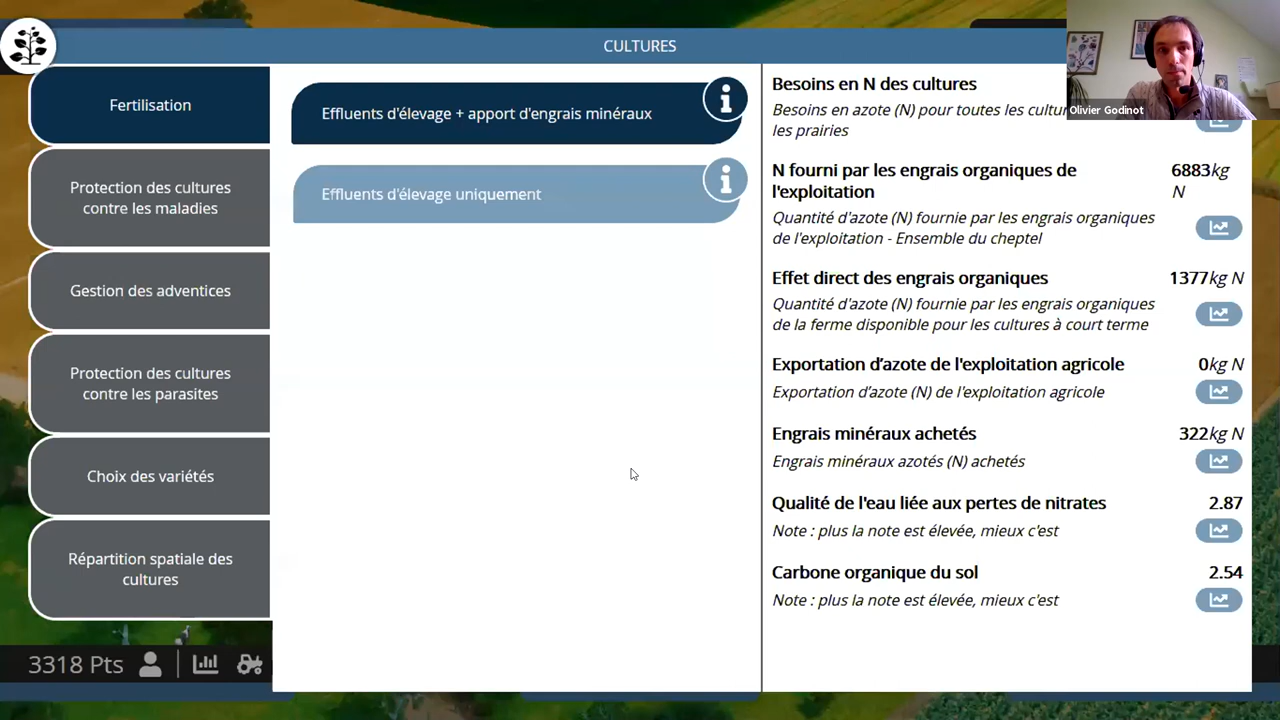 CULTURES
Olivier Godinot
Fertilisation
Protection des cultures
contre les maladies
Gestion des adventices
Protection des cultures
contre les parasites
Choix des variétés
Répartition spatiale des
cultures
3318 Pts
Effluents d'élevage + apport d'engrais minéraux
Effluents d'élevage uniquement
Besoins en N des cultures
Besoins en azote (N) pour toutes les
les prairies
N fourni par les engrais organiques de
l'exploitation
6883kg
N
Quantité d'azote (N) fournie par les engrais organiques
de l'exploitation - Ensemble du cheptel
Effet direct des engrais organiques
1377kg N
Quantité d'azote (N) fournie par les engrais organiques
de la ferme disponible pour les cultures à court terme
Exportation d’azote de l'exploitation agricole
0kg N
Exportation d’azote (N) de l'exploitation agricole
Engrais minéraux achetés
322kg N
Engrais minéraux azotés (N) achetés
Qualité de l'eau liée aux pertes de nitrates
2.87
Note : plus la note est élevée, mieux c'est
Carbone organique du sol
2.54
Note : plus la note est élevée, mieux c'est